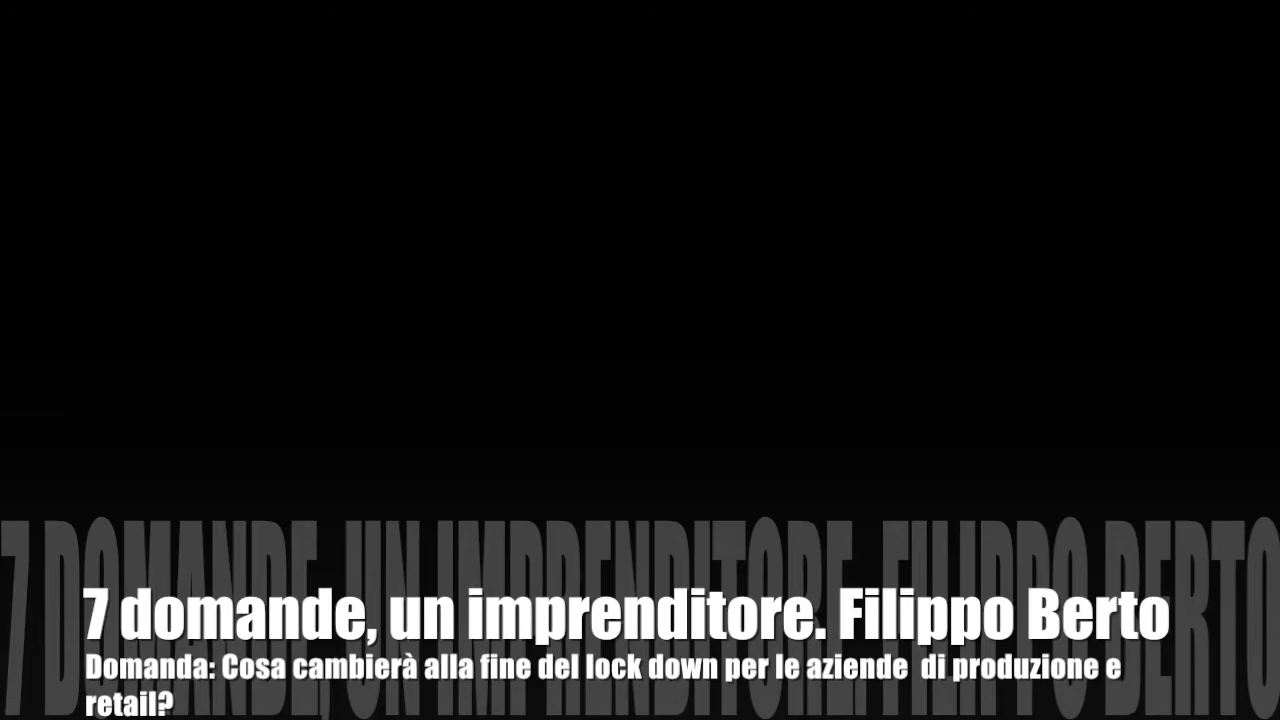 7 DOMANDE, UN IMPRENDITORE. FILIPPO BERTO
7 domande, un imprenditore. Filippo Berto
Domanda: Cosa cambierà alla fine del lock down per le aziende  di produzione e
retail?